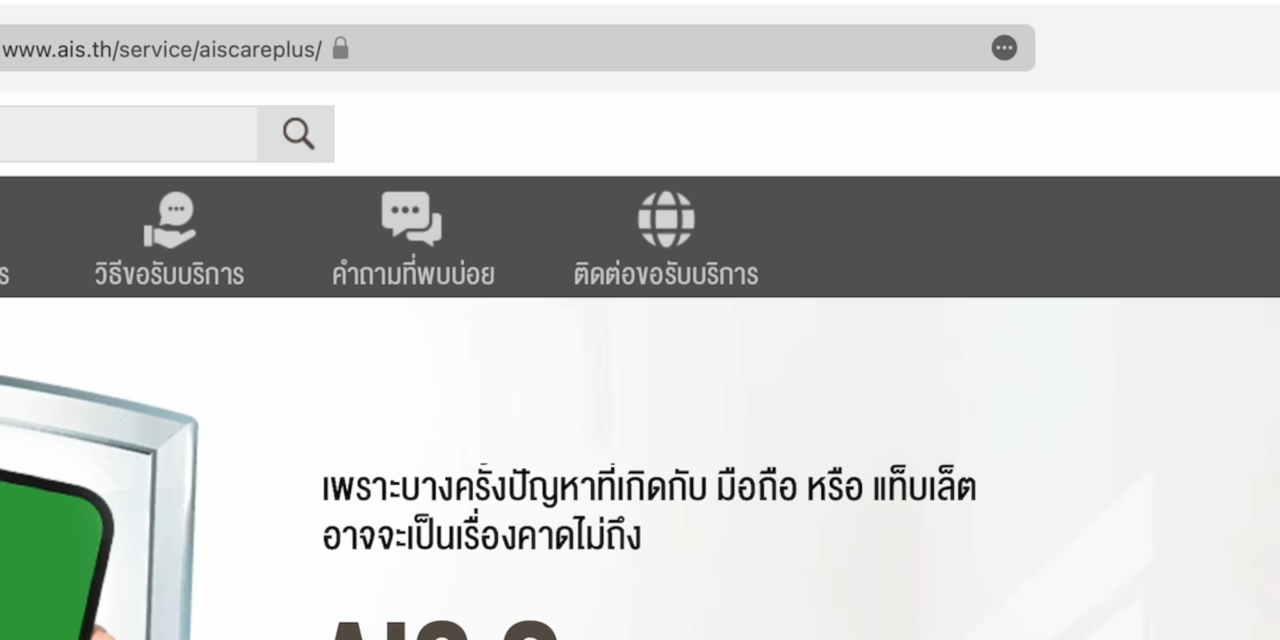 www.ais.th/service/aiscareplus/
วิธีขอรับบริการ
คำถามที่พบบ่อย
ติดต่อขอรับบริการ
เพราะบางครั้งปัญหาที่เกิดกับ มือถือ หรือ แท็บเล็ต
อาจจะเป็นเรื่องคาดไม่ถึง
AIS